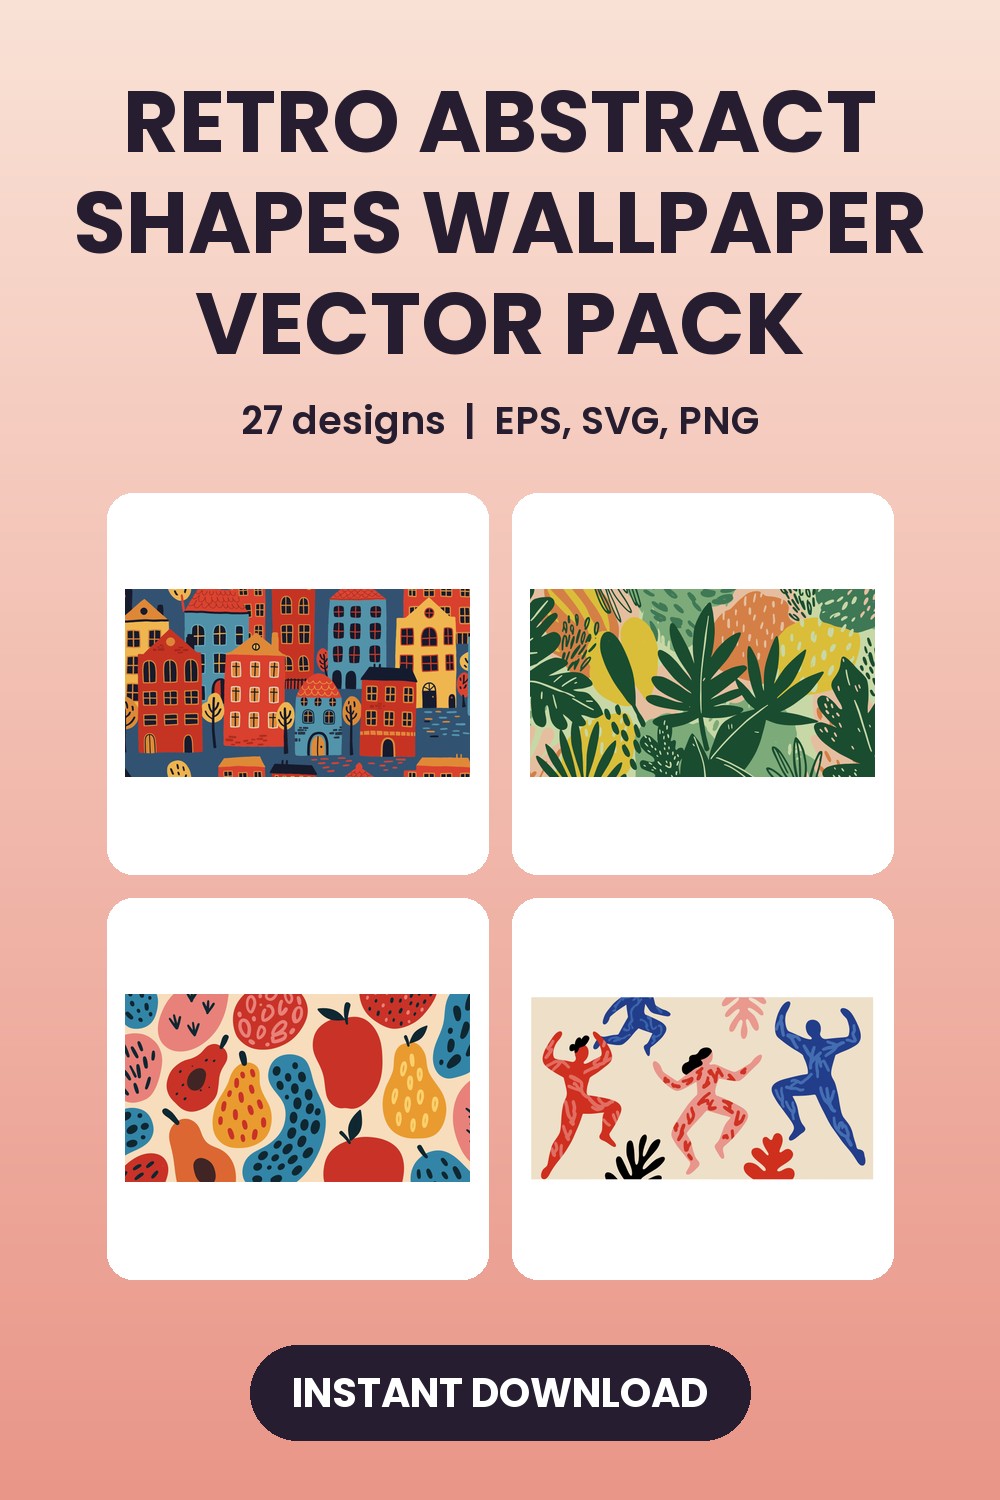 RETRO ABSTRACT
SHAPES WALLPAPER
VECTOR PACK
27 designs | EPS, SVG, PNG
INSTANT DOWNLOAD